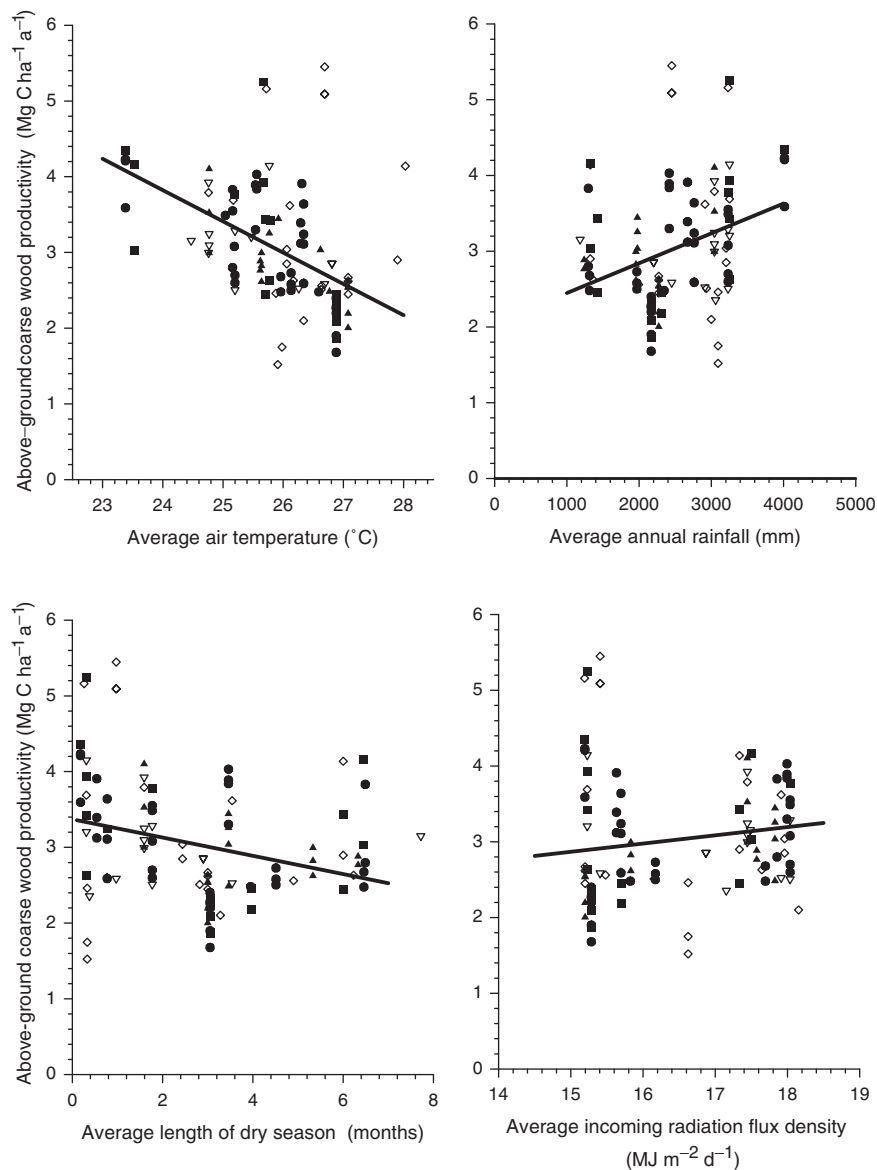 Above–ground coarse wood productivity (Mg C ha–1 a–1)
6
5
4
3
2
1
0
23 24 25 26 27 28
Average air temperature (˚C)
6
5
4
3
2
1
0
0 1000 2000 3000 4000 5000
Average annual rainfall (mm)
Above-ground coarse wood productivity (Mg C ha–1 a–1)
6
5
4
3
2
1
0
0 2 4 6 8
Average length of dry season (months)
6
5
4
3
2
1
0
14 15 16 17 18 19
Average incoming radiation flux density
(MJ m–2 d–1)